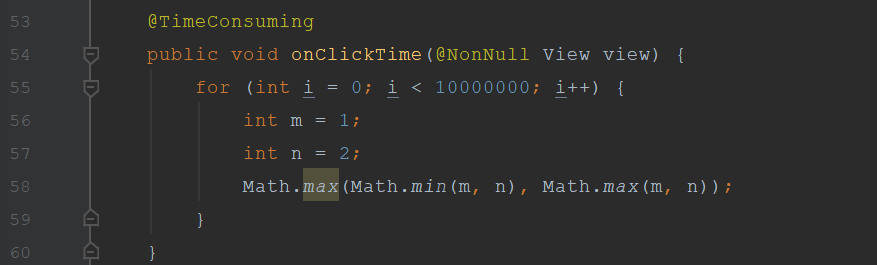 53 @TimeConsuming
54 public void onClickTime(@NonNull View view) {
55 for (int i = 0; i < 10000000; i++) {
56 int m = 1;
57 int n = 2;
58 Math.max(Math.min(m, n), Math.max(m, n));
59 }
60 }